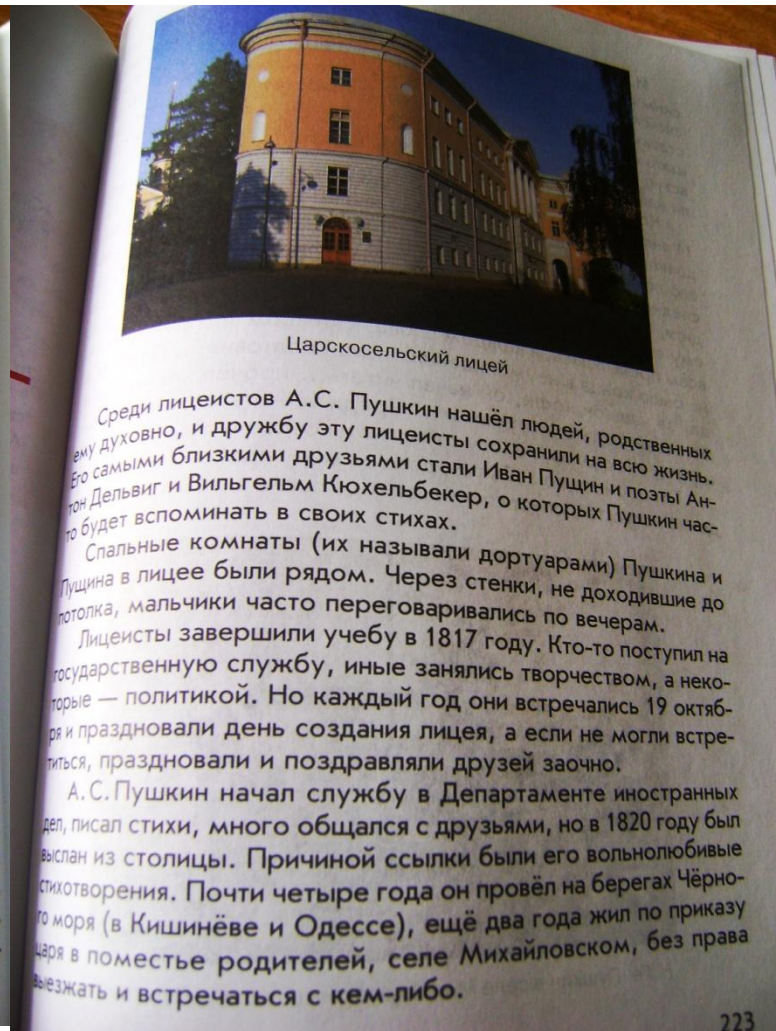 Царскосельский лицей
Среди лицеистов А.С. Пушкин нашёл людей, родственных
ему духовно, и дружбу эту лицеисты сохранили на всю жизнь.
Его самыми близкими друзьями стали Иван Пущин и поэты Ан-
тон Дельвиг и Вильгельм Кюхельбекер, о которых Пушкин час-
то будет вспоминать в своих стихах.
Спальные комнаты (их называли дортуарами) Пушкина и
Пущина в лицее были рядом. Через стенки, не доходившие до
потолка, мальчики часто переговаривались по вечерам.
Лицеисты завершили учебу в 1817 году. Кто-то поступил на
государственную службу, иные занялись творчеством, а неко-
торые — политикой. Но каждый год они встречались 19 октяб-
ря и праздновали день создания лицея, а если не могли встре-
титься, праздновали и поздравляли друзей заочно.
А.С. Пушкин начал службу в Департаменте иностранных
дел, писал стихи, много общался с друзьями, но в 1820 году был
выслан из столицы. Причиной ссылки были его вольнолюбивые
стихотворения. Почти четыре года он провёл на берегах Чёрно-
го моря (в Кишинёве и Одессе), ещё два года жил по приказу
царя в поместье родителей, селе Михайловском, без права
выезжать и встречаться с кем-либо.
223